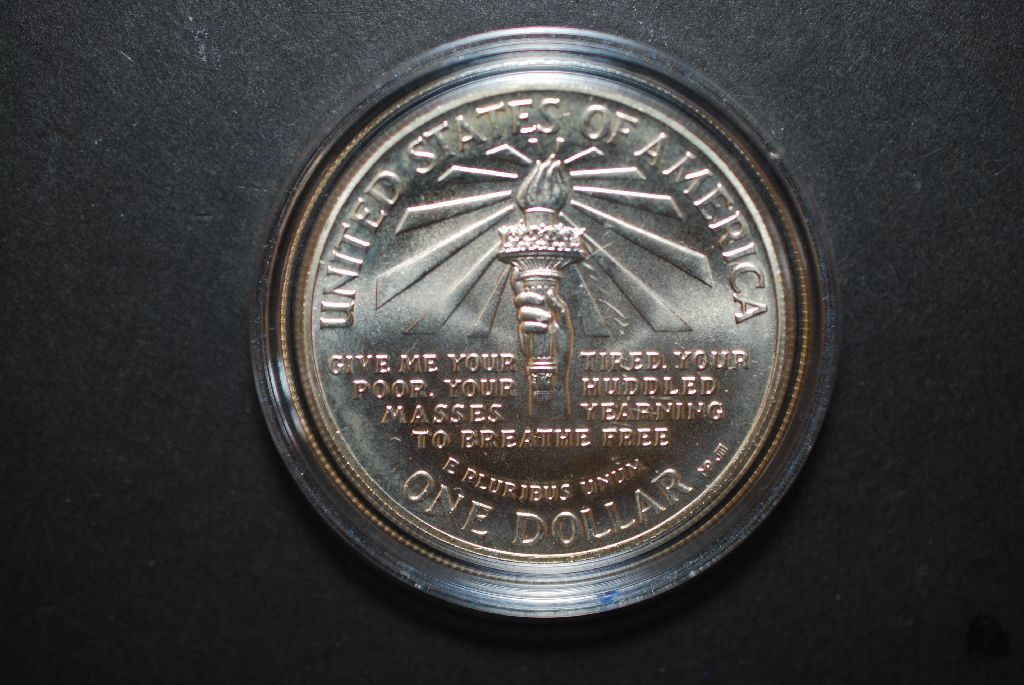 UNITED STATES OF AMERICA
GIVE ME YOUR TIRED, YOUR
POOR, YOUR HUDDLED
MASSES YEARNING
TO BREATHE FREE
E PLURIBUS UNUM
ONE DOLLAR